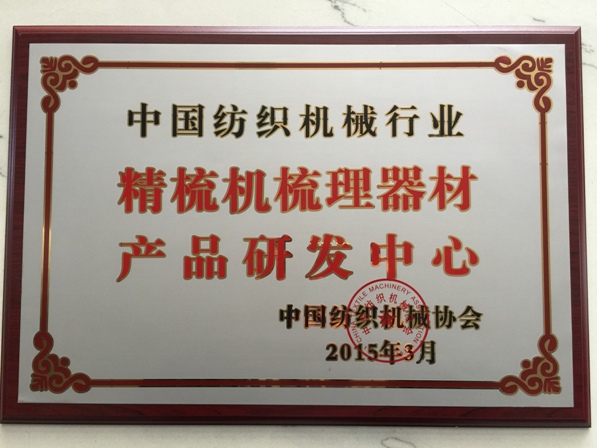 中国纺织机械行业
精梳机梳理器材
产品研发中心
中国纺织机械协会
2015年3月